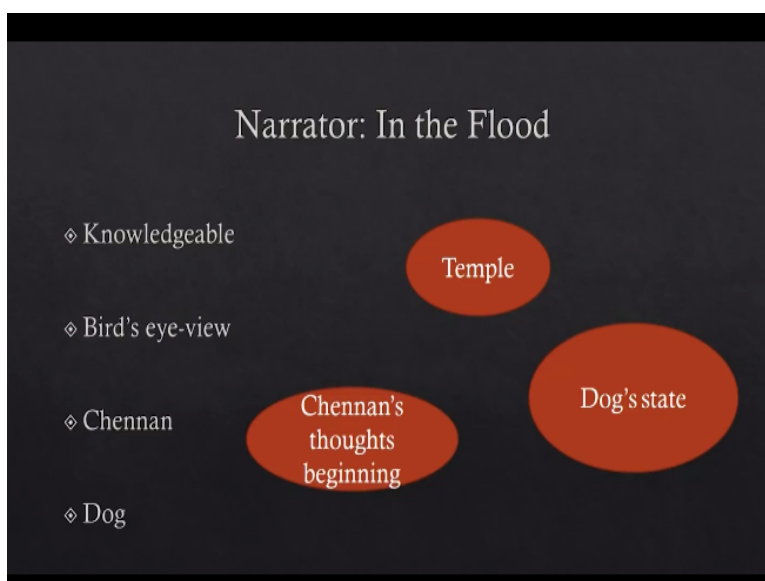 Narrator: In the Flood
Knowledgeable
Bird's eye-view
Chennan
Dog
Temple
Dog's state
Chennan's
thoughts
beginning